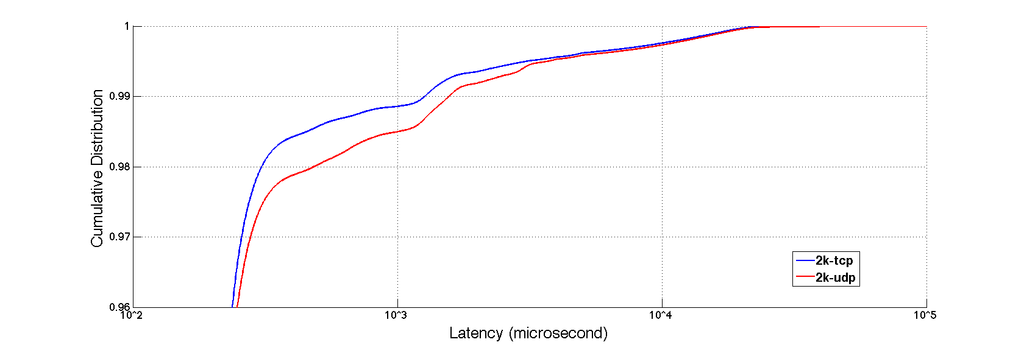 Cumulative Distribution
1
0.99
0.98
0.97
0.96
10^2
10^3
10^4
10^5
Latency (microsecond)
2k-tcp
2k-udp